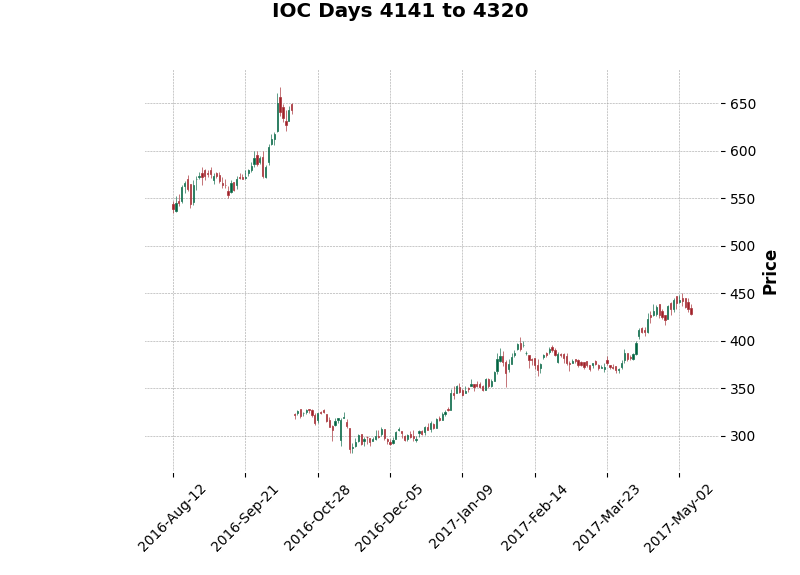 IOC Days 4141 to 4320
650
600
550
500
450
400
350
300
Price
2016-Aug-12
2016-Sep-21
2016-Oct-28
2016-Dec-05
2017-Jan-09
2017-Feb-14
2017-Mar-23
2017-May-02